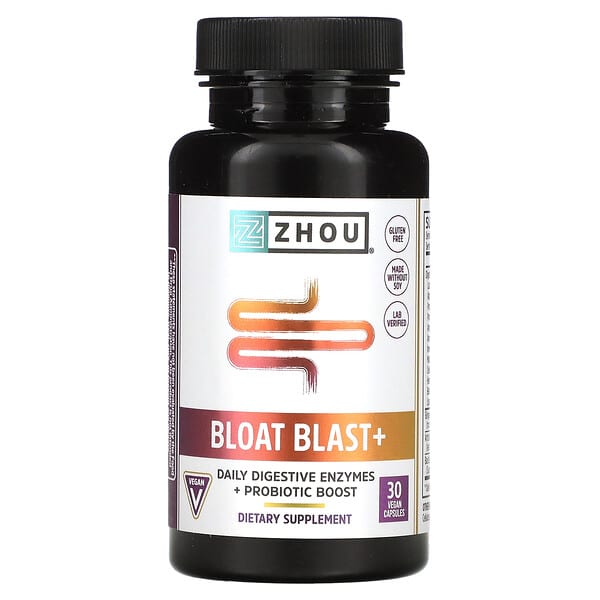 ZHOU®
GLUTEN
FREE
MADE
WITHOUT
SOY
LAB
VERIFIED
BLOAT BLAST+
VEGAN
V
DAILY DIGESTIVE ENZYMES
+ PROBIOTIC BOOST
DIETARY SUPPLEMENT
30
VEGAN
CAPSULES